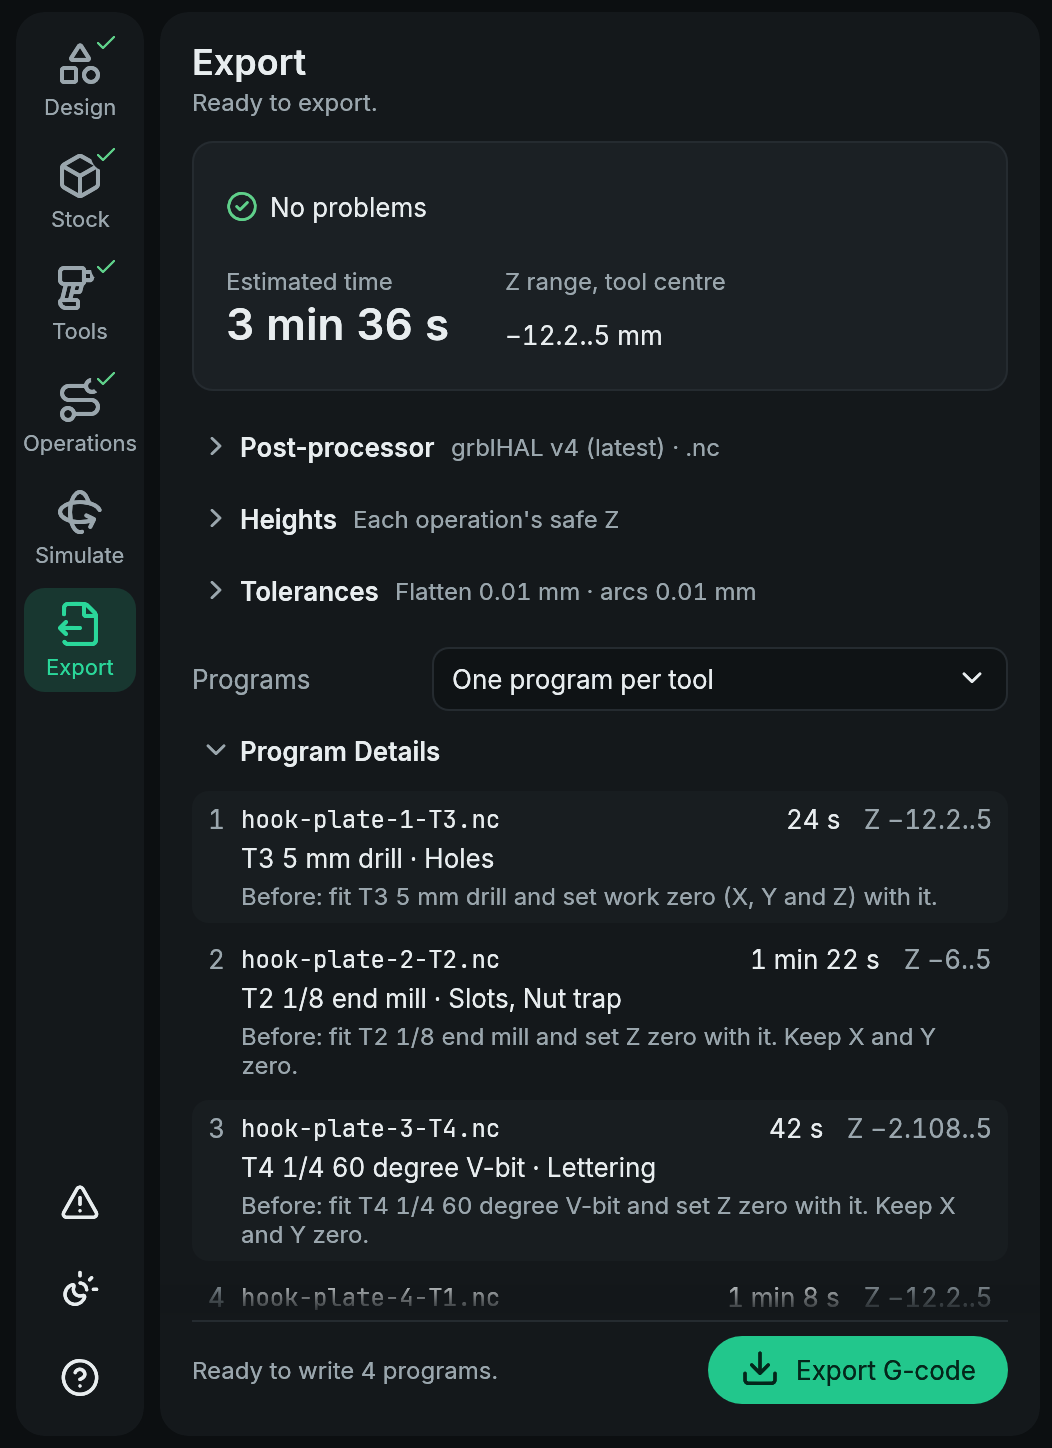 Design
Stock
Tools
Operations
Simulate
Export
Export
Ready to export.
No problems
Estimated time
3 min 36 s
Z range, tool centre
−12.2..5 mm
Post-processor grblHAL v4 (latest) · .nc
Heights Each operation's safe Z
Tolerances Flatten 0.01 mm · arcs 0.01 mm
Programs One program per tool
Program Details
1 hook-plate-1-T3.nc 24 s Z −12.2..5
T3 5 mm drill · Holes
Before: fit T3 5 mm drill and set work zero (X, Y and Z) with it.
2 hook-plate-2-T2.nc 1 min 22 s Z −6..5
T2 1/8 end mill · Slots, Nut trap
Before: fit T2 1/8 end mill and set Z zero with it. Keep X and Y
zero.
3 hook-plate-3-T4.nc 42 s Z −2.108..5
T4 1/4 60 degree V-bit · Lettering
Before: fit T4 1/4 60 degree V-bit and set Z zero with it. Keep X
and Y zero.
4 hook-plate-4-T1.nc 1 min 8 s Z −12.2..5
Ready to write 4 programs.
Export G-code